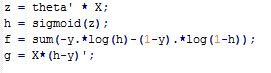 z = theta' * X;
h = sigmoid(z);
f = sum(-y.*log(h)-(1-y).*log(1-h));
g = X*(h-y)';